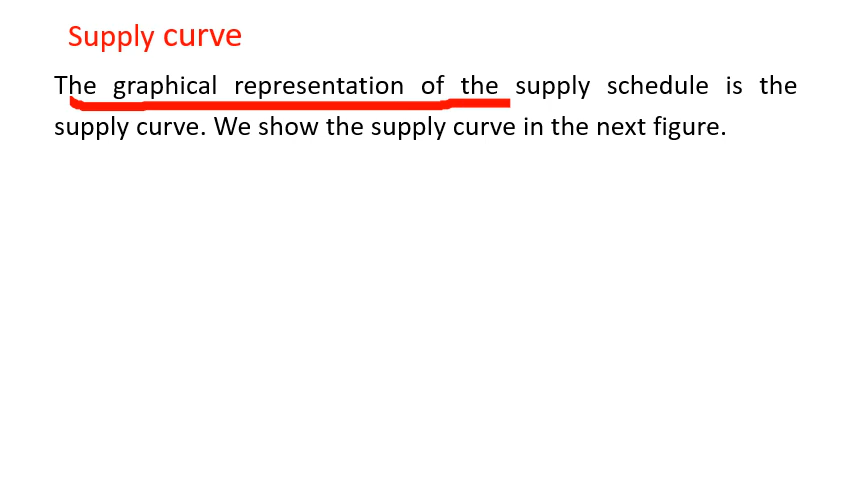 Supply curve
The graphical representation of the supply schedule is the
supply curve. We show the supply curve in the next figure.